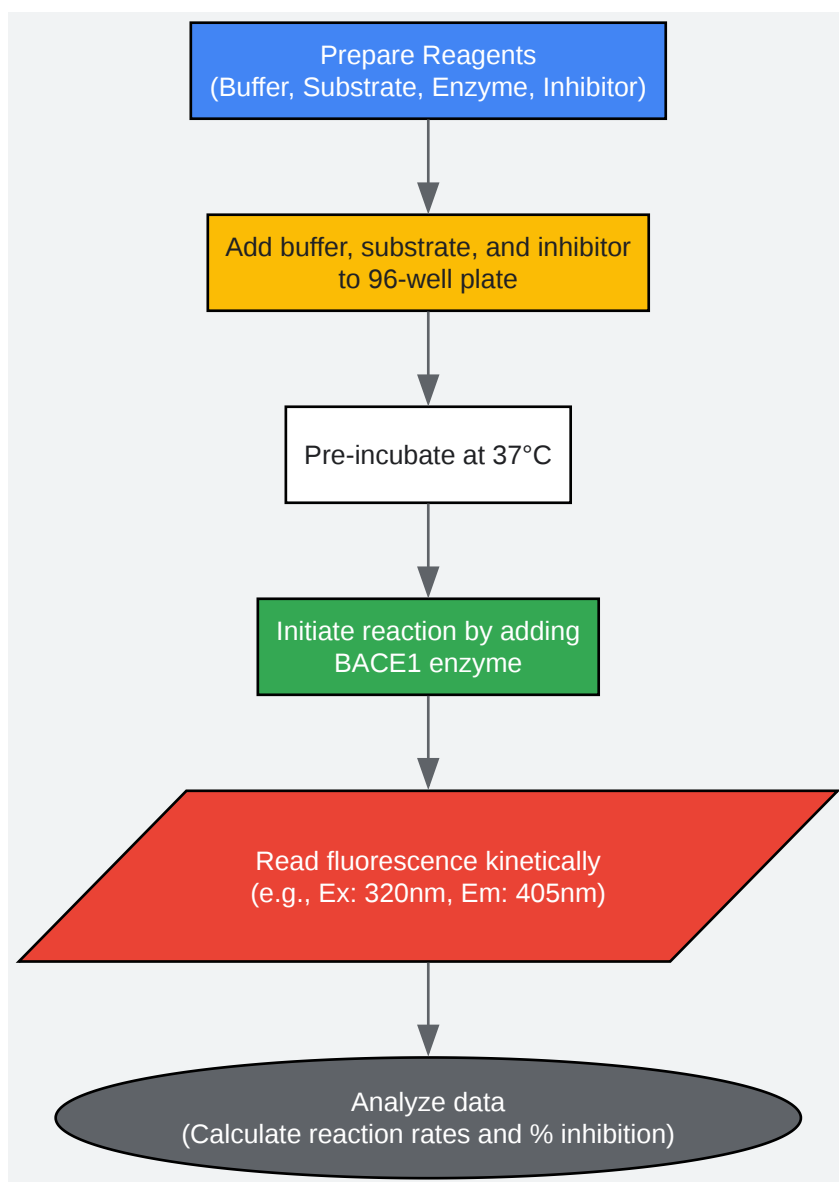 Prepare Reagents
(Buffer, Substrate, Enzyme, Inhibitor)
Add buffer, substrate, and inhibitor
to 96-well plate
Pre-incubate at 37°C
Initiate reaction by adding
BACE1 enzyme
Read fluorescence kinetically
(e.g., Ex: 320nm, Em: 405nm)
Analyze data
(Calculate reaction rates and % inhibition)